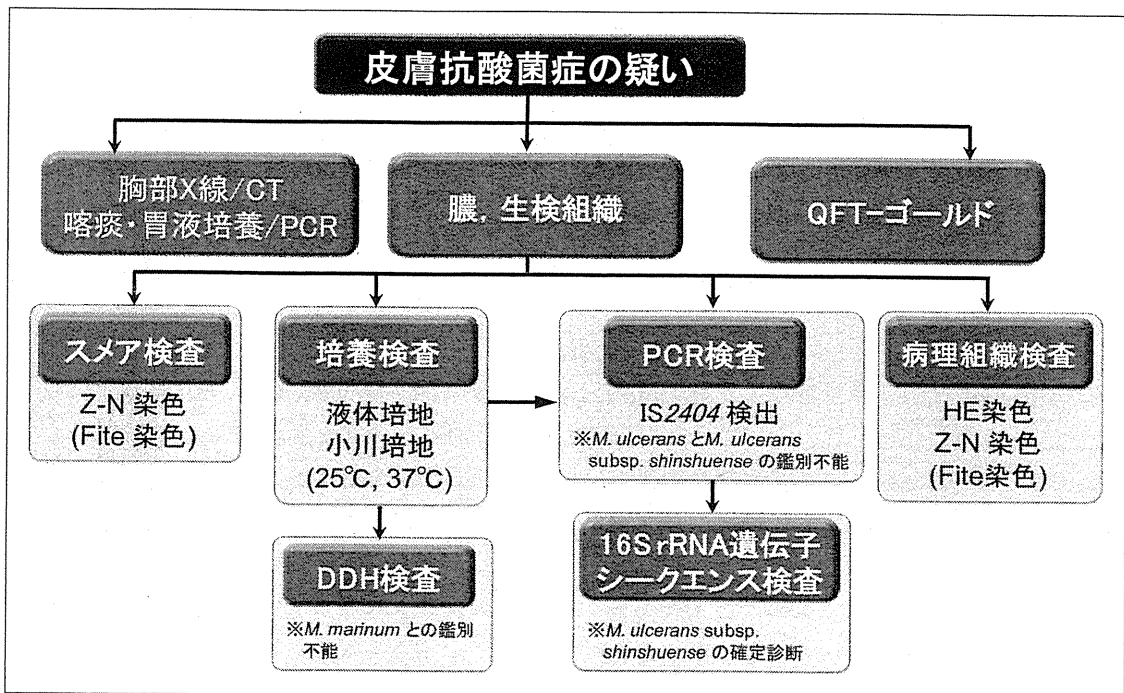 皮膚抗酸菌症の疑い
胸部X線/CT
喀痰・胃液培養/PCR
膿，生検組織
QFT-ゴールド
スメア検査
Z-N 染色
(Fite 染色)
培養検査
液体培地
小川培地
(25℃, 37℃)
PCR検査
IS2404 検出
※M. ulcerans とM. ulcerans
subsp. shinshuense の鑑別不能
病理組織検査
HE染色
Z-N 染色
(Fite染色)
DDH検査
※M. marinum との鑑別
不能
16S rRNA遺伝子
シークエンス検査
※M. ulcerans subsp.
shinshuense の確定診断